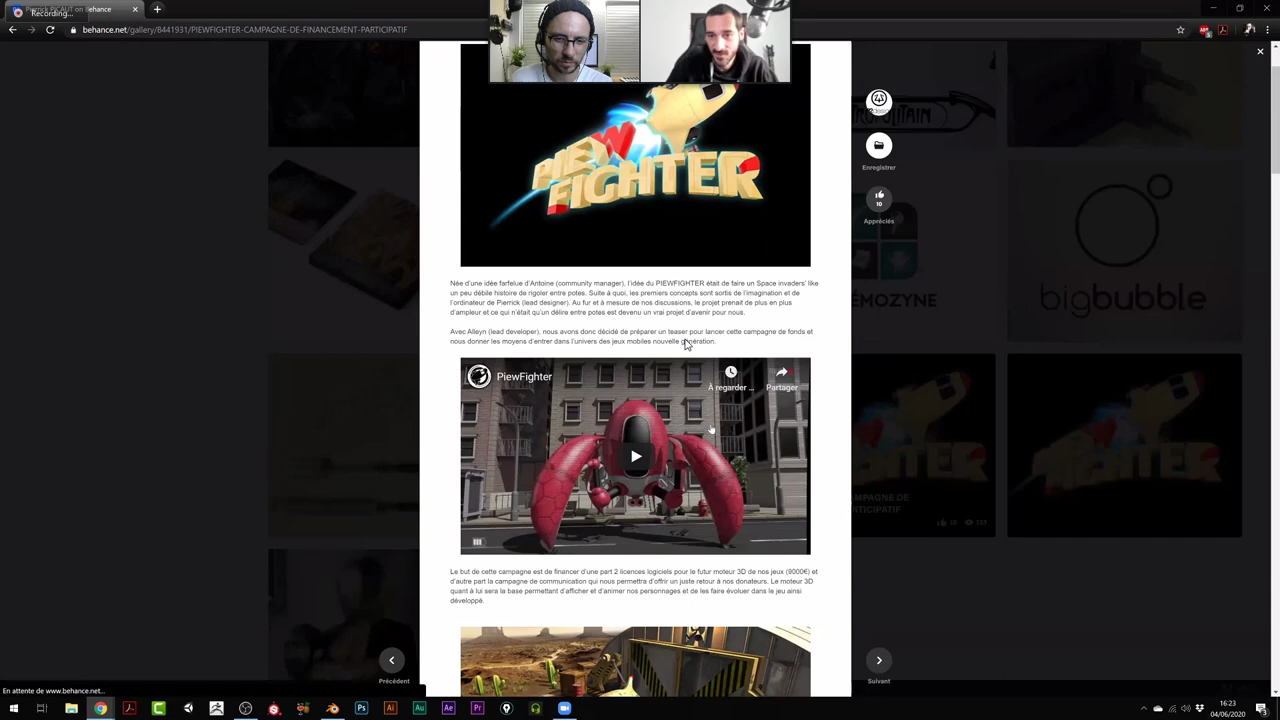 Pierrick PICAUT on Behance
Recording...
behance.net/gallery/8441931/PIEWFIGHTER-CAMPAGNE-DE-FINANCEMENT-PARTICIPATIF
PIEW
FIGHTER
Née d'une idée farfelue d'Antoine (community manager), l'idée du PIEWFIGHTER était de faire un Space invaders' like
un peu débile histoire de rigoler entre potes. Suite à quoi, les premiers concepts sont sortis de l'imagination et de
l'ordinateur de Pierrick (lead designer). Au fur et à mesure de nos discussions, le projet prenait de plus en plus
d'ampleur et ce qui n'était qu'un délire entre potes est devenu un vrai projet d'avenir pour nous.
Avec Alleyn (lead developer), nous avons donc décidé de préparer un teaser pour lancer cette campagne de fonds et
nous donner les moyens d'entrer dans l'univers des jeux mobiles nouvelle génération.
PiewFighter
À regarder ...
Partager
Le but de cette campagne est de financer d'une part 2 licences logiciels pour le futur moteur 3D de nos jeux (9000€) et
d'autre part la campagne de communication qui nous permettra d'offrir un juste retour à nos donateurs. Le moteur 3D
quant à lui sera la base permettant d'afficher et d'animer nos personnages et de les faire évoluer dans le jeu ainsi
développé.
Enregistrer
10
Appréciés
Précédent
Suivant
En attente de www.behance.net...
16:23
04/06/2020